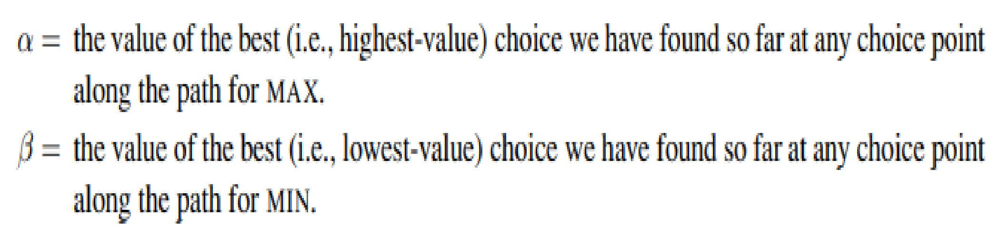 α = the value of the best (i.e., highest-value) choice we have found so far at any choice point
along the path for MAX.
β = the value of the best (i.e., lowest-value) choice we have found so far at any choice point
along the path for MIN.